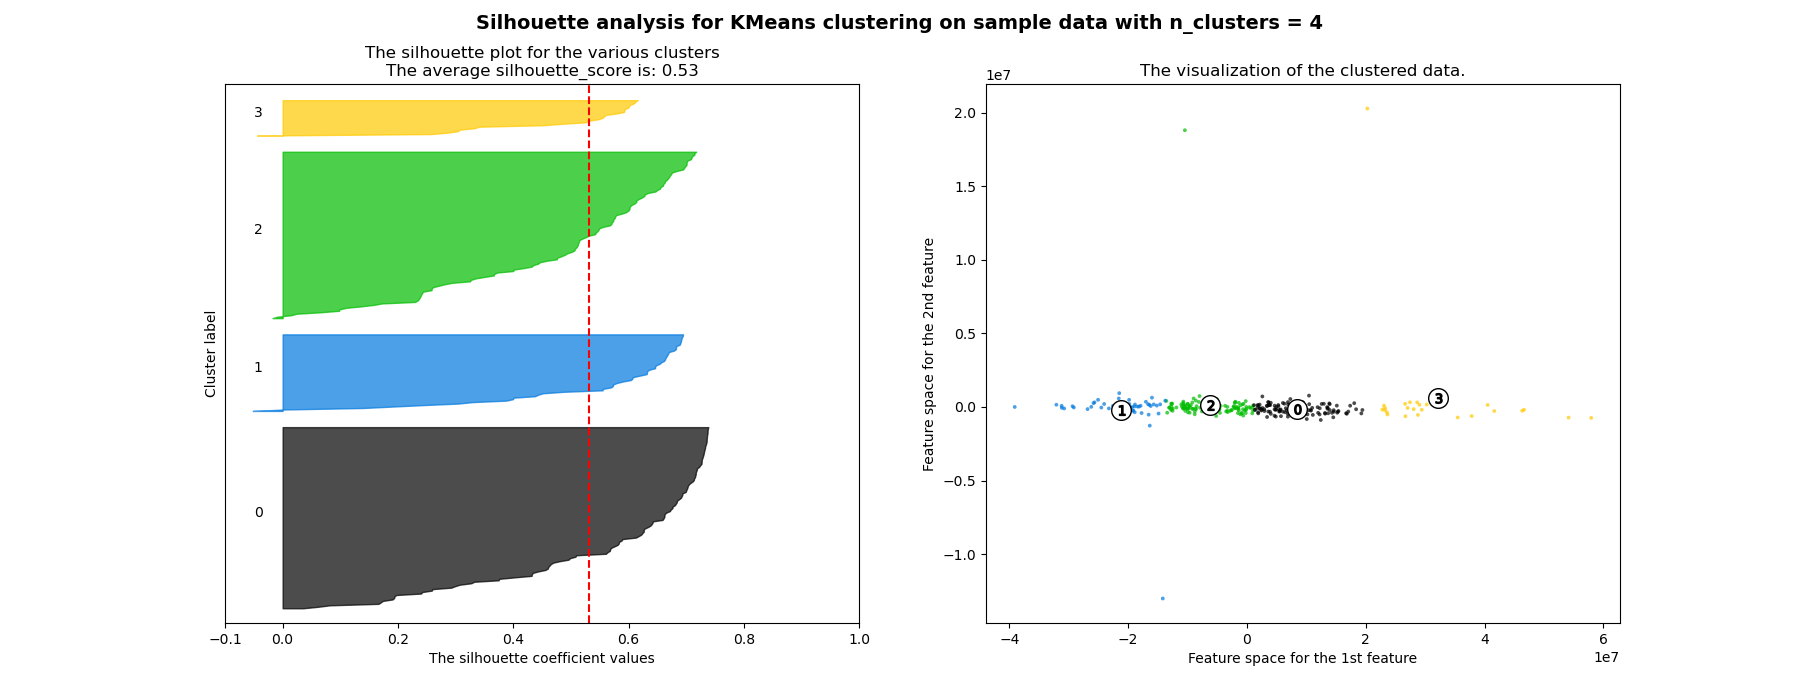 Silhouette analysis for KMeans clustering on sample data with n_clusters = 4
The silhouette plot for the various clusters
The average silhouette_score is: 0.53
3
2
1
0
Cluster label
−0.1 0.0 0.2 0.4 0.6 0.8 1.0
The silhouette coefficient values
The visualization of the clustered data.
1e7
2.0
1.5
1.0
0.5
0.0
−0.5
−1.0
Feature space for the 2nd feature
1 2 0 3
−4 −2 0 2 4 6
1e7
Feature space for the 1st feature